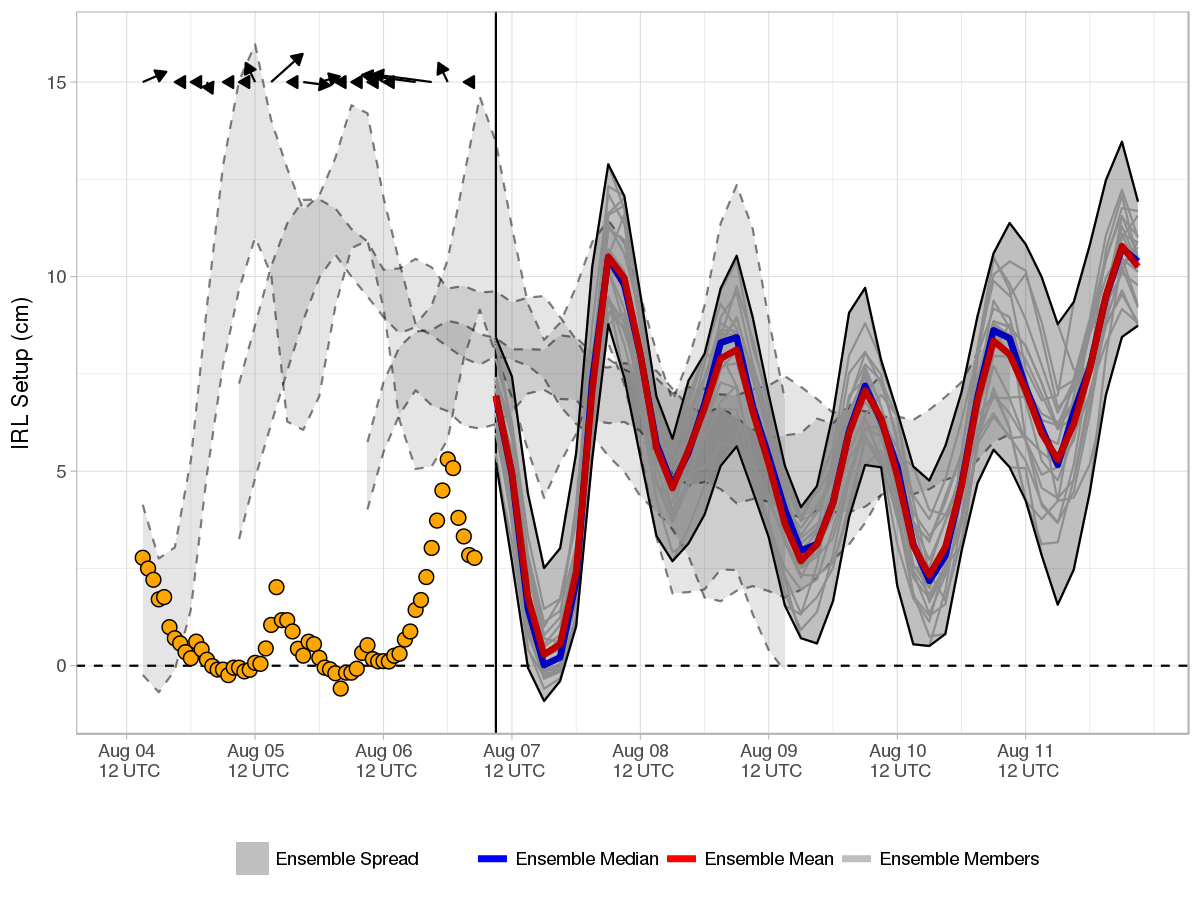 IRL Setup (cm)
15
10
5
0
Aug 04 Aug 05 Aug 06 Aug 07 Aug 08 Aug 09 Aug 10 Aug 11
12 UTC 12 UTC 12 UTC 12 UTC 12 UTC 12 UTC 12 UTC 12 UTC
Ensemble Spread Ensemble Median Ensemble Mean Ensemble Members